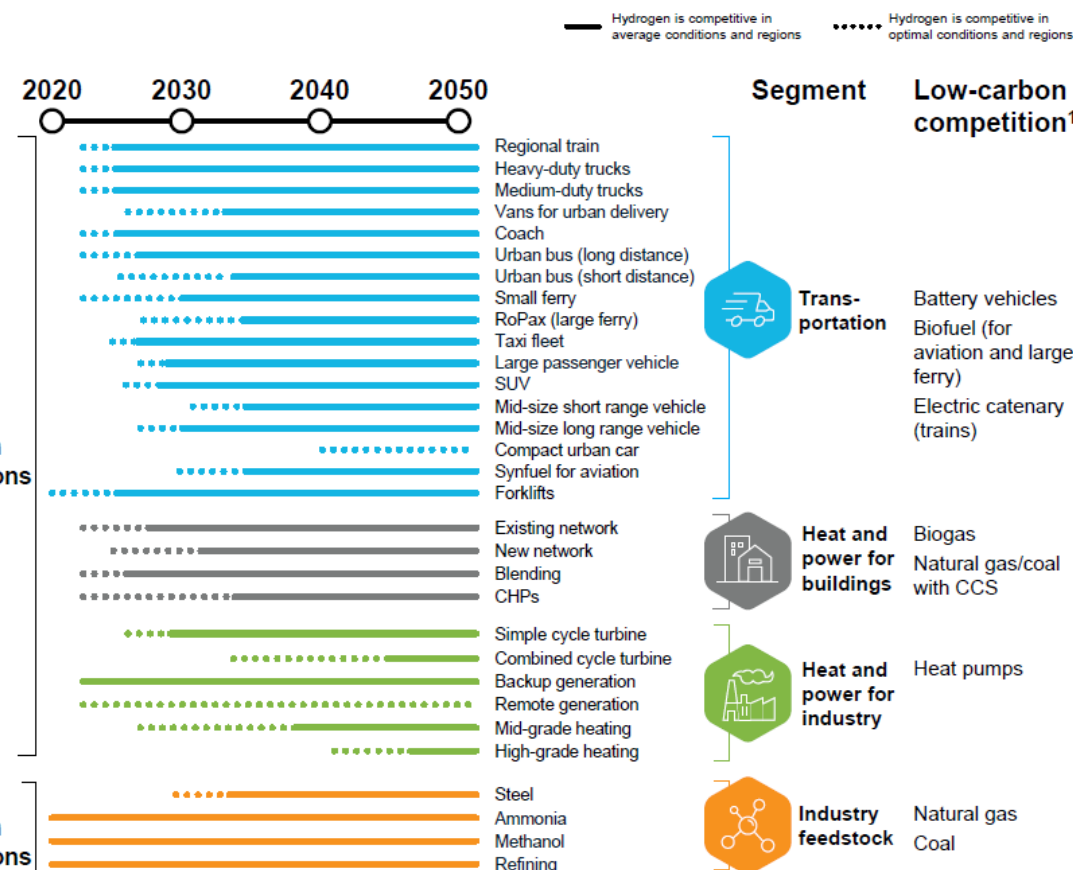 Hydrogen is competitive in
average conditions and regions
Hydrogen is competitive in
optimal conditions and regions
2020 2030 2040 2050
Segment
Low-carbon
competition¹
Regional train
Heavy-duty trucks
Medium-duty trucks
Vans for urban delivery
Coach
Urban bus (long distance)
Urban bus (short distance)
Small ferry
RoPax (large ferry)
Taxi fleet
Large passenger vehicle
SUV
Mid-size short range vehicle
Mid-size long range vehicle
Compact urban car
Synfuel for aviation
Forklifts
Trans-
portation
Battery vehicles
Biofuel (for
aviation and large
ferry)
Electric catenary
(trains)
ons
Existing network
New network
Blending
CHPs
Heat and
power for
buildings
Biogas
Natural gas/coal
with CCS
Simple cycle turbine
Combined cycle turbine
Backup generation
Remote generation
Mid-grade heating
High-grade heating
Heat and
power for
industry
Heat pumps
Steel
Ammonia
Methanol
Refining
Industry
feedstock
Natural gas
Coal
ons